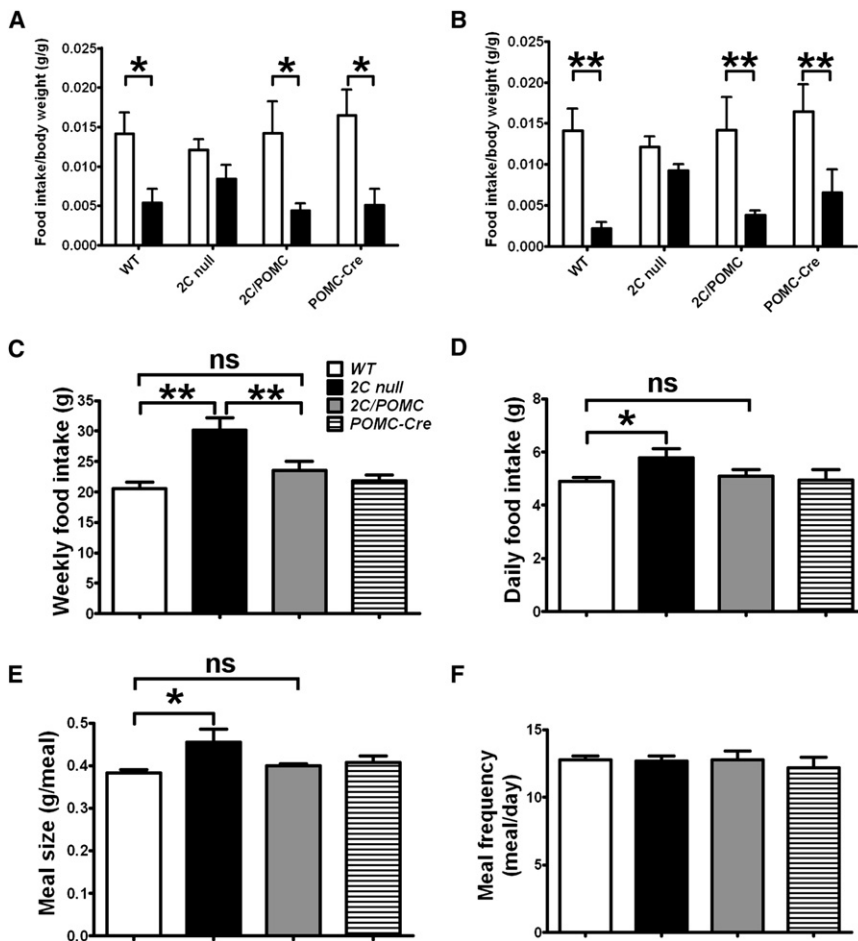 A
Food intake/body weight (g/g)
0.025
0.020
0.015
0.010
0.005
0.000
*
*
*
WT
2C null
2C/POMC
POMC-Cre
B
Food intake/body weight (g/g)
0.025
0.020
0.015
0.010
0.005
0.000
**
**
**
WT
2C null
2C/POMC
POMC-Cre
C
Weekly food intake (g)
35
30
25
20
15
10
5
0
ns
**
**
WT
2C null
2C/POMC
POMC-Cre
D
Daily food intake (g)
8
6
4
2
0
ns
*
E
Meal size (g/meal)
0.5
0.4
0.3
0.2
0.1
0.0
ns
*
F
Meal frequency
(meal/day)
15
10
5
0